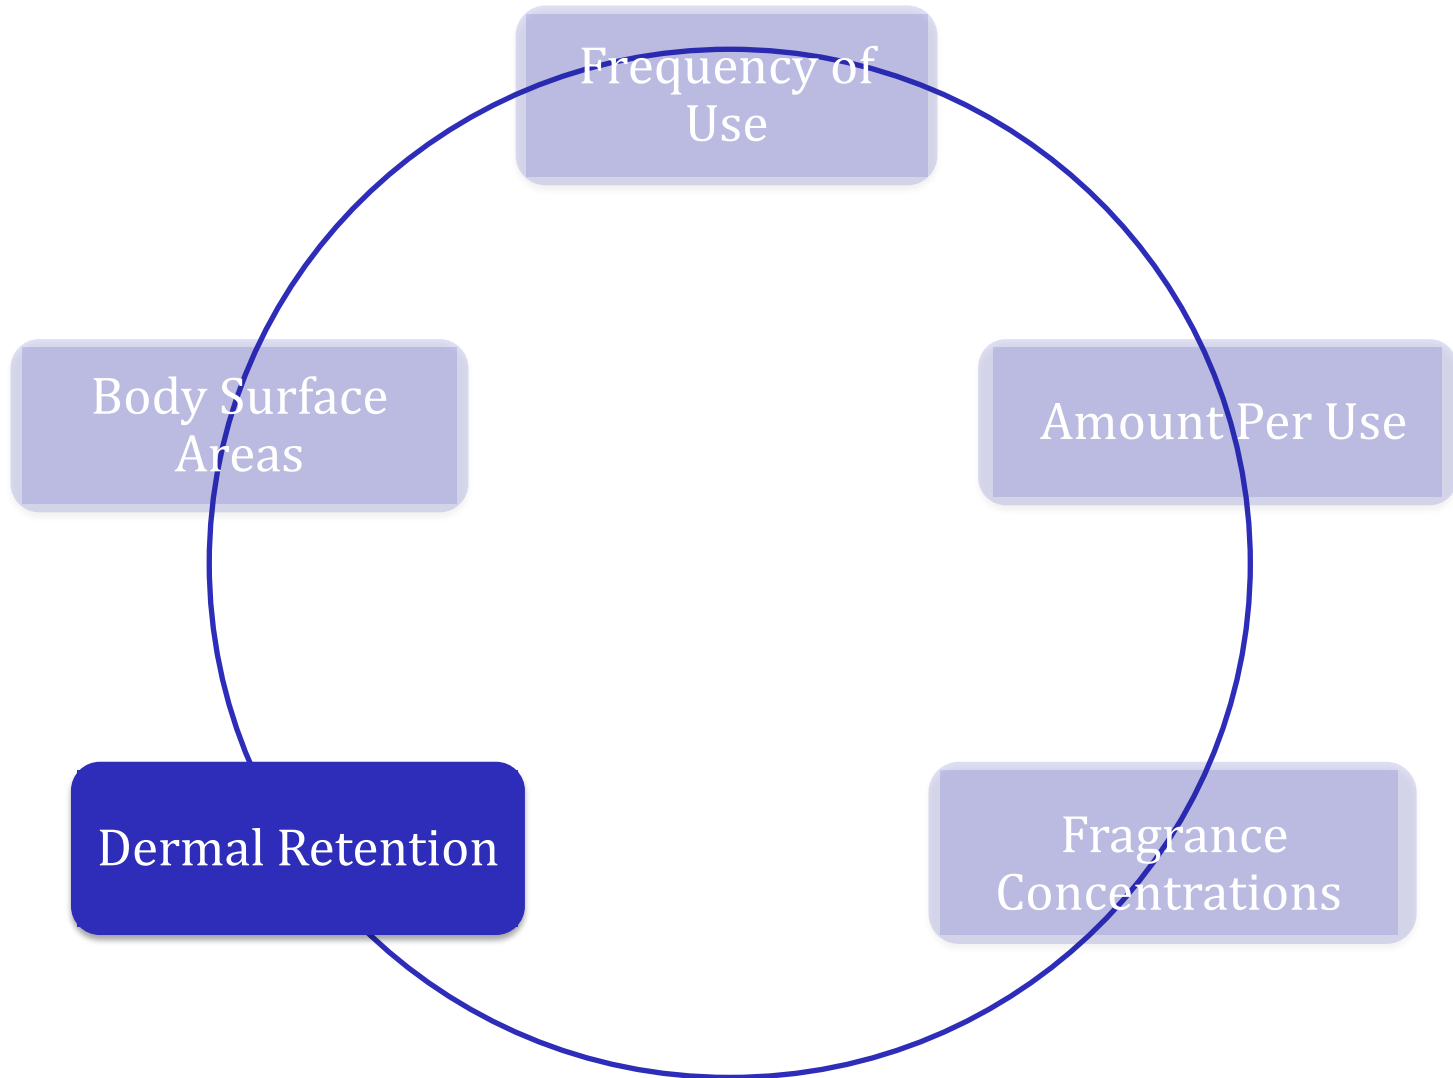 Frequency of
Use
Body Surface
Areas
Amount Per Use
Dermal Retention
Fragrance
Concentrations